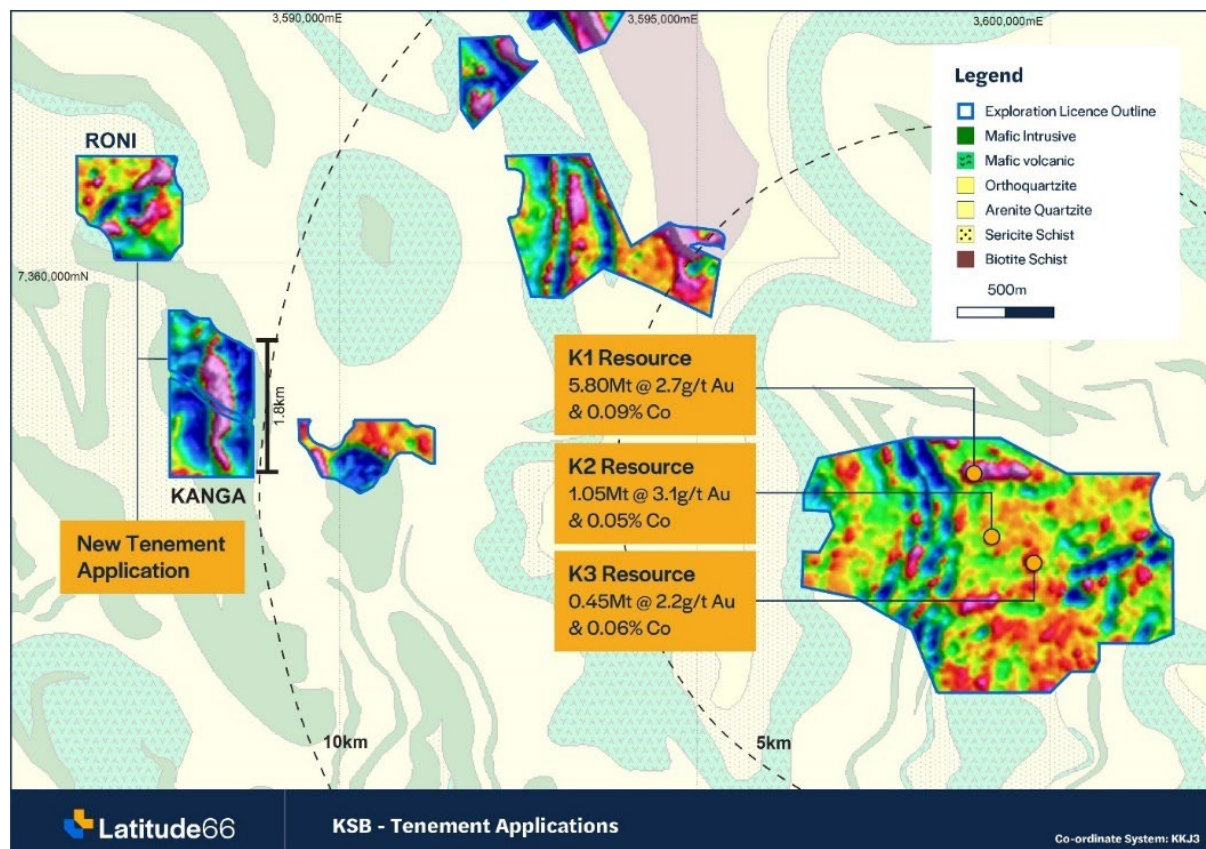 3,590,000mE
3,595,000mE
3,600,000mE
Legend
Exploration Licence Outline
Mafic Intrusive
Mafic volcanic
Orthoquartzite
Arenite Quartzite
Sericite Schist
Biotite Schist
500m
RONI
7,360,000mN
1.8km
KANGA
New Tenement
Application
K1 Resource
5.80Mt @ 2.7g/t Au
& 0.09% Co
K2 Resource
1.05Mt @ 3.1g/t Au
& 0.05% Co
K3 Resource
0.45Mt @ 2.2g/t Au
& 0.06% Co
10km
5km
Latitude66
KSB - Tenement Applications
Co-ordinate System: KKJ3